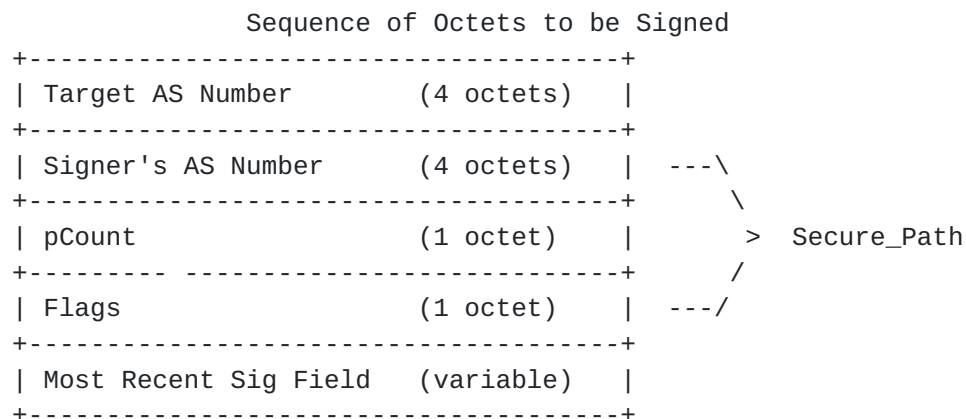 Sequence of Octets to be Signed
+---------------------------------------+
| Target AS Number        (4 octets)    |
+---------------------------------------+
| Signer's AS Number      (4 octets)    |  ---\
+---------------------------------------+      \
| pCount                  (1 octet)     |       >  Secure_Path
+--------- -----------------------------+      /
| Flags                   (1 octet)     |  ---/
+---------------------------------------+
| Most Recent Sig Field   (variable)    |
+---------------------------------------+